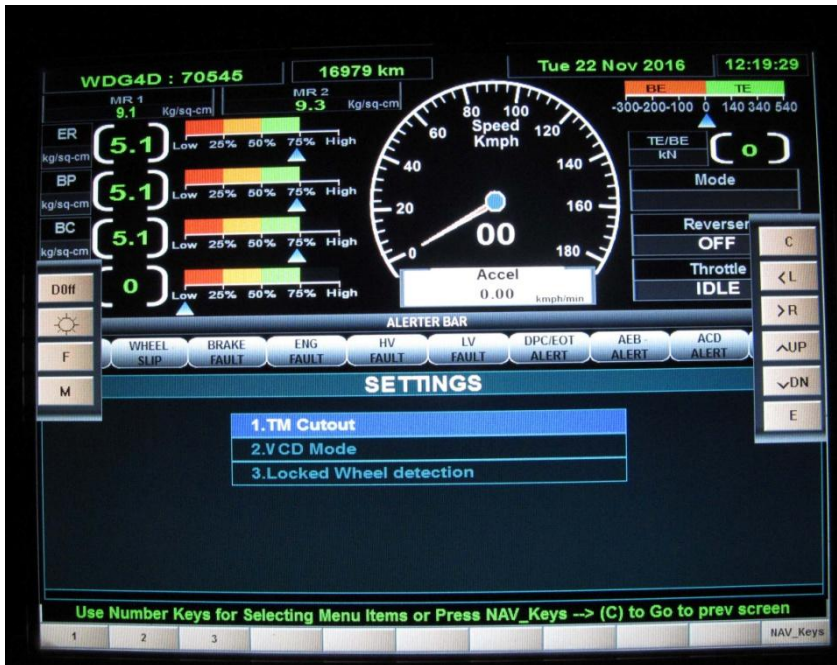 WDG4D : 70545
16979 km
Tue 22 Nov 2016
12:19:29
MR 1
9.1 Kg/sq-cm
MR 2
9.3 Kg/sq-cm
BE TE
-300-200-100 0 140 340 540
ER
kg/sq-cm
5.1
Low 25% 50% 75% High
BP
kg/sq-cm
5.1
Low 25% 50% 75% High
BC
kg/sq-cm
5.1
Low 25% 50% 75% High
0
Low 25% 50% 75% High
0 20 40 60 80 100 120 140 160 180
Speed
Kmph
00
Accel
0.00 kmph/min
TE/BE
kN
0
Mode
Reverser
OFF
Throttle
IDLE
D0ff
F
M
C
<L
>R
UP
DN
E
ALERTER BAR
WHEEL SLIP
BRAKE FAULT
ENG FAULT
HV FAULT
LV FAULT
DPC/EOT ALERT
AEB ALERT
ACD ALERT
SETTINGS
1.TM Cutout
2.VCD Mode
3.Locked Wheel detection
Use Number Keys for Selecting Menu Items or Press NAV_Keys --> (C) to Go to prev screen
1 2 3 NAV_Keys